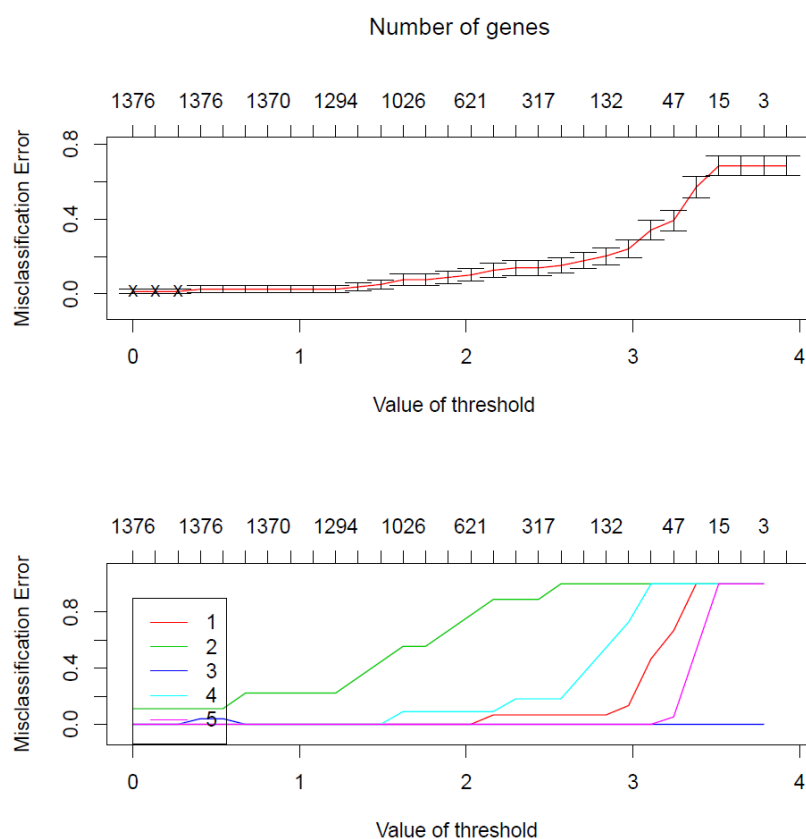 Number of genes
1376 1376 1370 1294 1026 621 317 132 47 15 3
Misclassification Error
0.8
0.4
0.0
0 1 2 3 4
Value of threshold
1376 1376 1370 1294 1026 621 317 132 47 15 3
Misclassification Error
0.8
0.4
0.0
1
2
3
4
5
0 1 2 3 4
Value of threshold